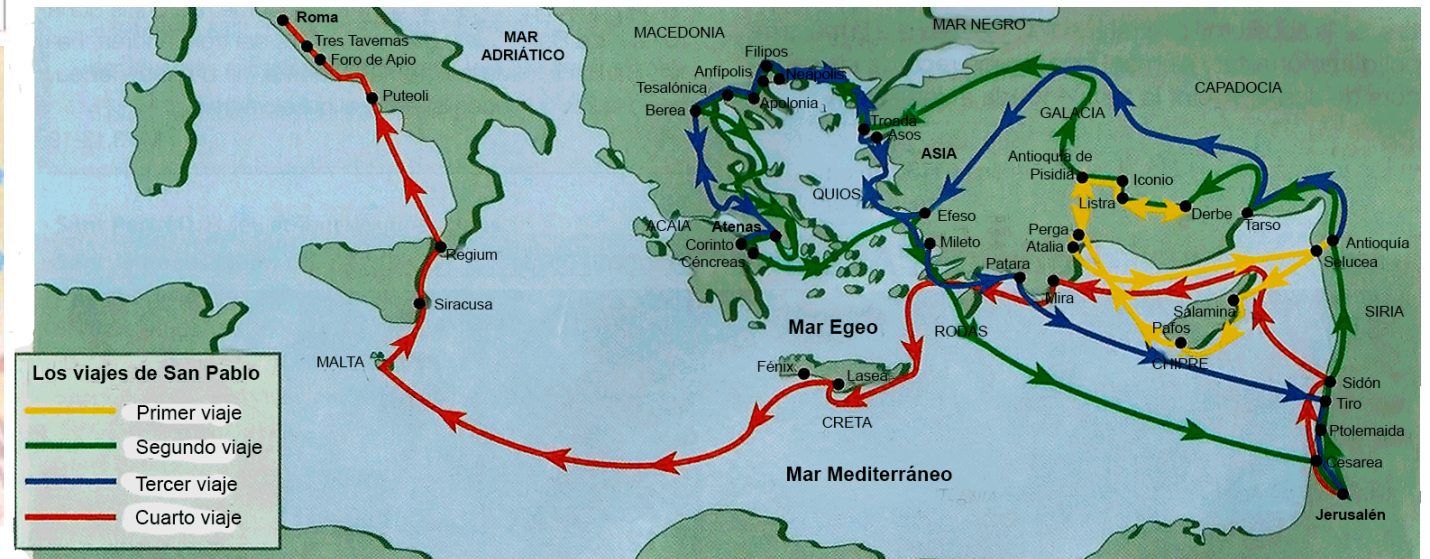 Roma
Tres Tavernas
Foro de Apio
Puteoli
MAR
ADRIÁTICO
MACEDONIA
Filipos
Anfípolis
Neápolis
Tesalónica
Apolonia
Berea
MAR NEGRO
CAPADOCIA
GALACIA
Troada
Asos
ASIA
Antioquía de
Pisidia
Iconio
Listra
Derbe
Tarso
QUIOS
Efeso
ACAIA
Atenas
Corinto
Céncreas
Mileto
Perga
Atalia
Antioquía
Selucea
Regium
Patara
Mira
Siracusa
Salamina
SIRIA
Pafos
Mar Egeo
RODAS
CHIPRE
MALTA
Fénix
Lasea
Sidón
Tiro
CRETA
Ptolemaida
Cesarea
Mar Mediterráneo
Jerusalén
Los viajes de San Pablo
Primer viaje
Segundo viaje
Tercer viaje
Cuarto viaje